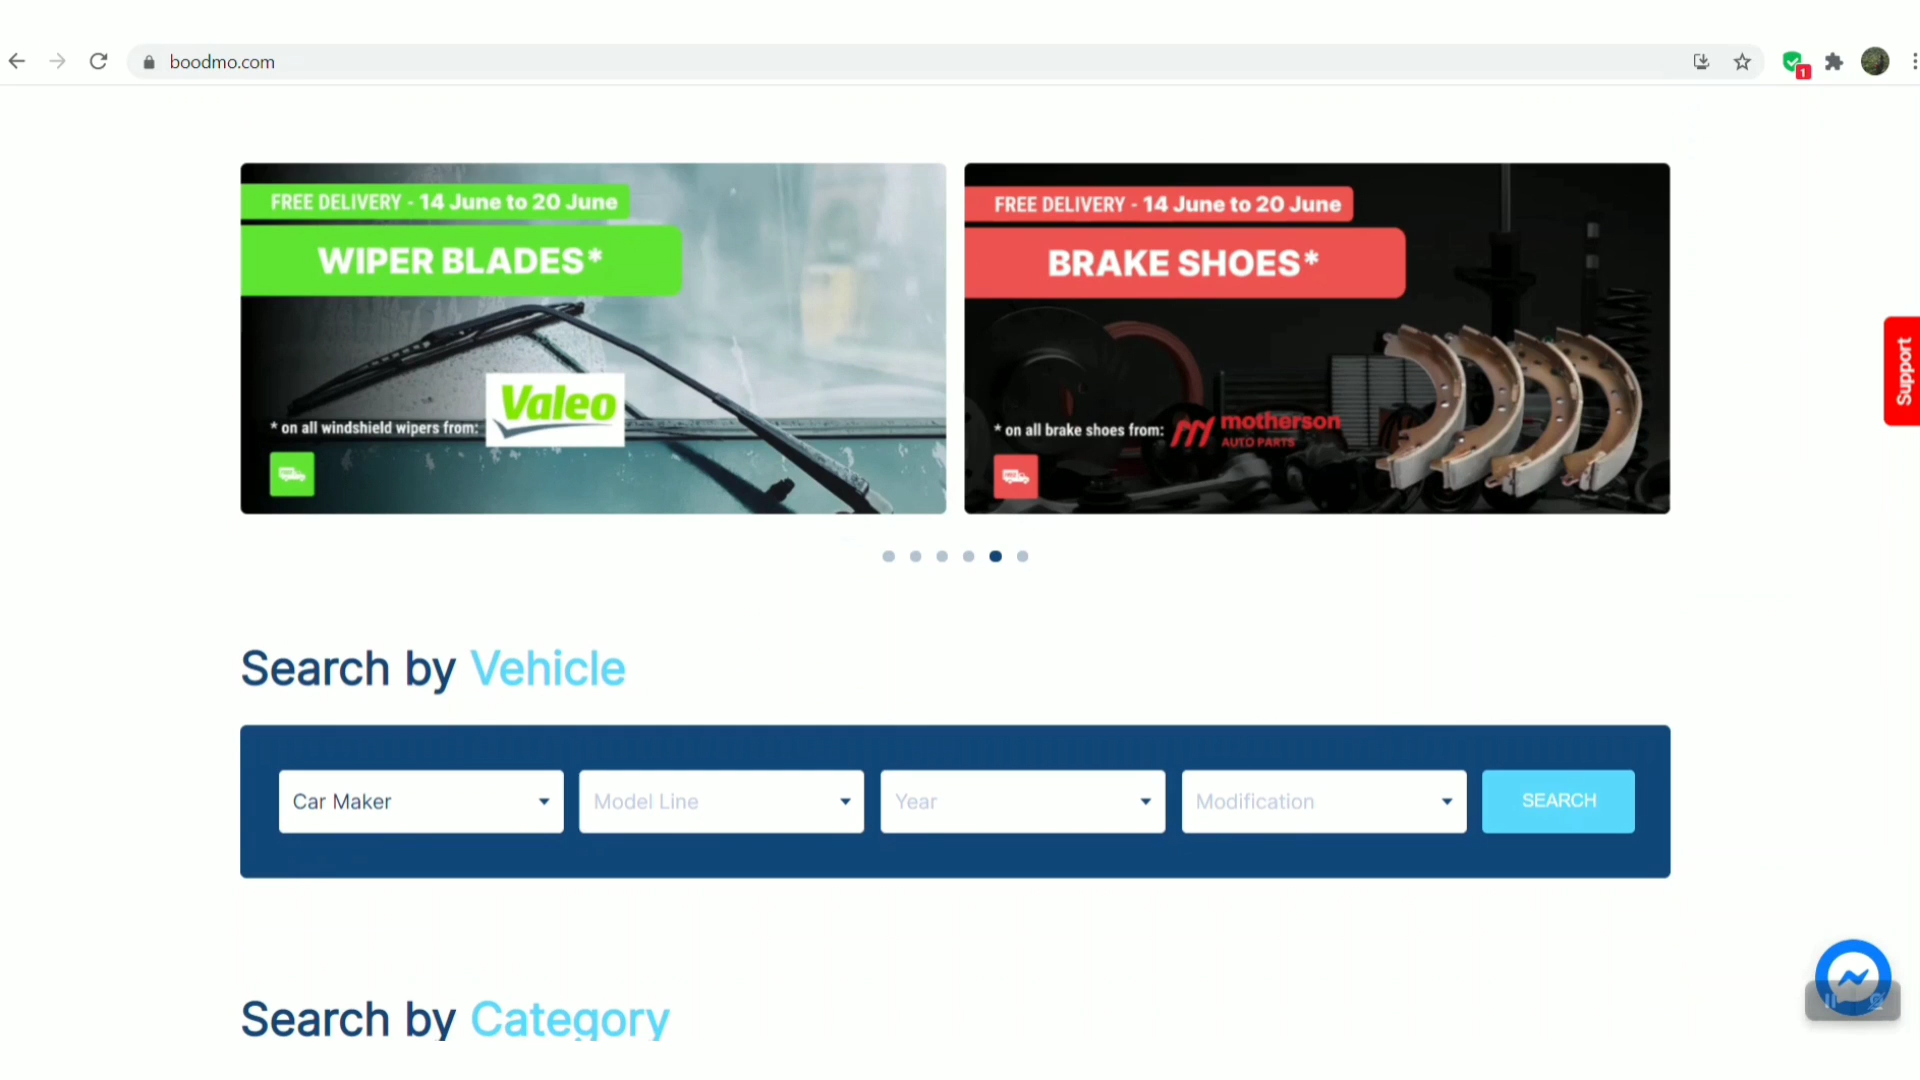 boodmo.com
1
FREE DELIVERY - 14 June to 20 June
WIPER BLADES*
* on all windshield wipers from:
Valeo
FREE DELIVERY - 14 June to 20 June
BRAKE SHOES*
* on all brake shoes from:
motherson
AUTO PARTS
Support
Search by Vehicle
Car Maker
Model Line
Year
Modification
SEARCH
Search by Category